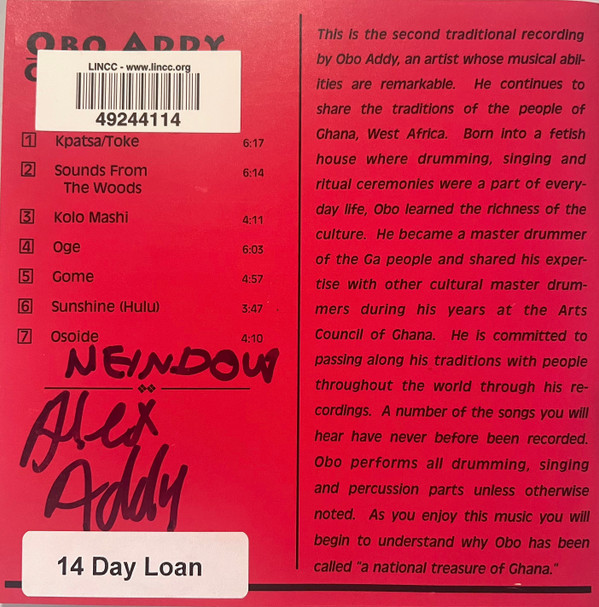 OBO ADDY
LINCC - www.lincc.org
49244114
1 Kpatsa/Toke 6:17
2 Sounds From 6:14
The Woods
3 Kolo Mashi 4:11
4 Oge 6:03
5 Gome 4:57
6 Sunshine (Hulu) 3:47
7 Osoide 4:10
NEINDOW
Alex
Addy
14 Day Loan
This is the second traditional recording
by Obo Addy, an artist whose musical abil-
ities are remarkable. He continues to
share the traditions of the people of
Ghana, West Africa. Born into a fetish
house where drumming, singing and
ritual ceremonies were a part of every-
day life, Obo learned the richness of the
culture. He became a master drummer
of the Ga people and shared his exper-
tise with other cultural master drum-
mers during his years at the Arts
Council of Ghana. He is committed to
passing along his traditions with people
throughout the world through his re-
cordings. A number of the songs you will
hear have never before been recorded.
Obo performs all drumming, singing
and percussion parts unless otherwise
noted. As you enjoy this music you will
begin to understand why Obo has been
called "a national treasure of Ghana."